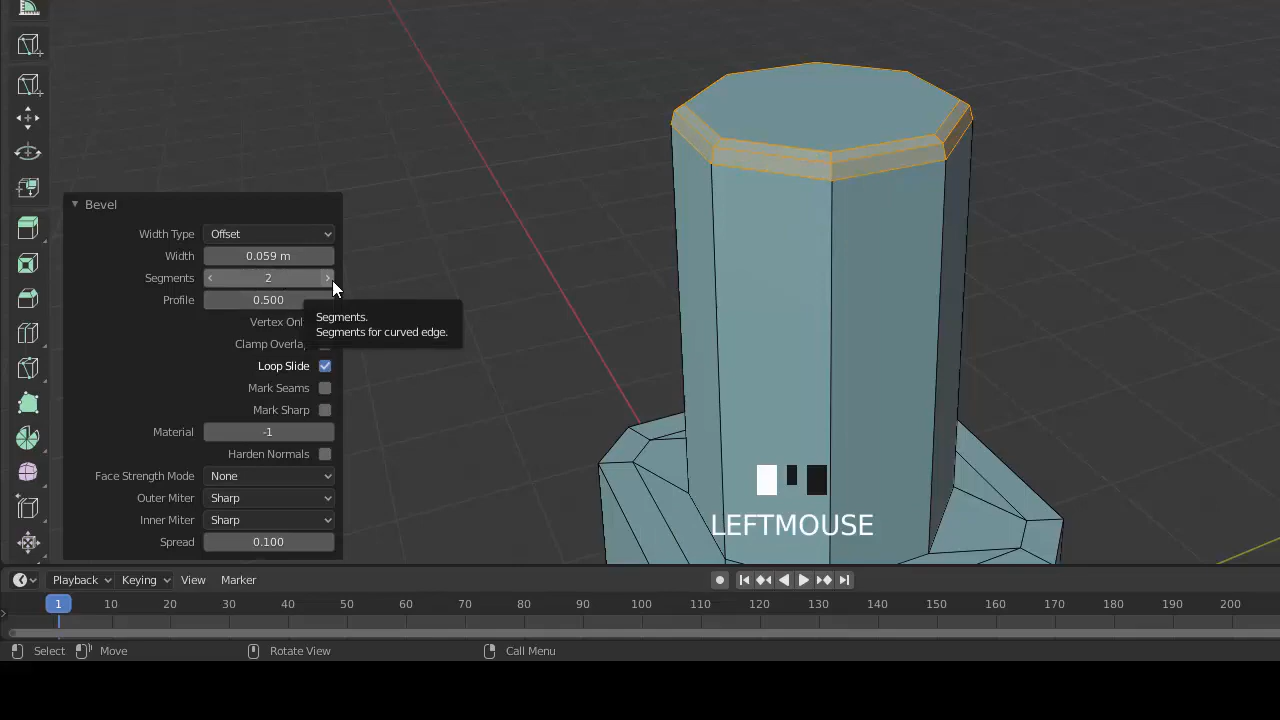 Bevel
Width Type Offset
Width 0.059 m
Segments 2
Profile 0.500
Segments.
Vertex Onl
Segments for curved edge.
Clamp Overla
Loop Slide
Mark Seams
Mark Sharp
Material -1
Harden Normals
Face Strength Mode None
Outer Miter Sharp
Inner Miter Sharp
Spread 0.100
LEFTMOUSE
Playback Keying View Marker
1 10 20 30 40 50 60 70 80 90 100 110 120 130 140 150 160 170 180 190 200
Select Move Rotate View Call Menu